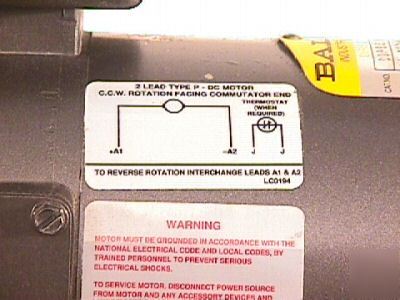 2 LEAD TYPE P - DC MOTOR
C.C.W. ROTATION FACING COMMUTATOR END
THERMOSTAT
(WHEN
REQUIRED)
+A1 -A2 J J
TO REVERSE ROTATION INTERCHANGE LEADS A1 & A2
LC0194
BAL
INDUS
CAT.NO.
WARNING
MOTOR MUST BE GROUNDED IN ACCORDANCE WITH THE
NATIONAL ELECTRICAL CODE AND LOCAL CODES, BY
TRAINED PERSONNEL TO PREVENT SERIOUS
ELECTRICAL SHOCKS.
TO SERVICE MOTOR, DISCONNECT POWER SOURCE
FROM MOTOR AND ANY ACCESSORY DEVICES AND